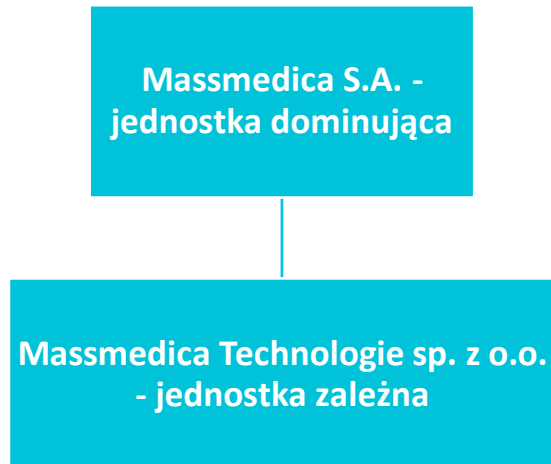 Massmedica S.A. -
jednostka dominująca
Massmedica Technologie sp. z o.o.
- jednostka zależna